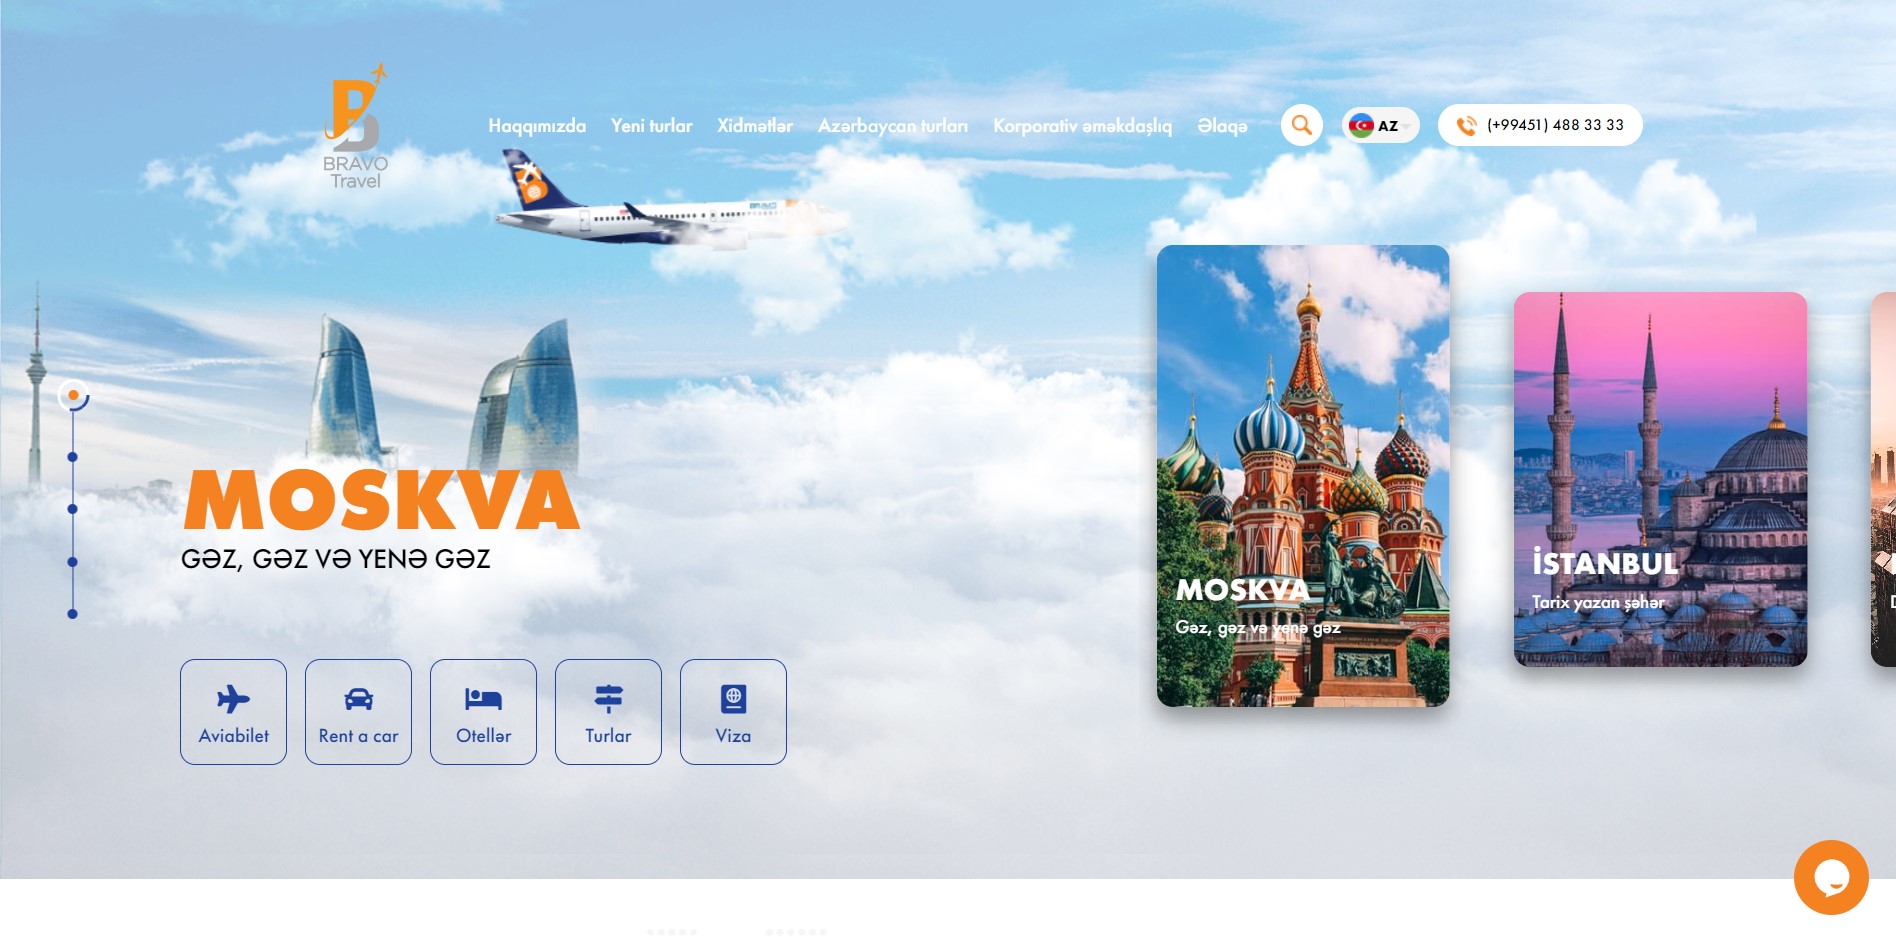 BRAVO
Travel
Haqqımızda
Yeni turlar
Xidmətlər
Azərbaycan turları
Korporativ əməkdaşlıq
Əlaqə
AZ
(+99451) 488 33 33
MOSKVA
GƏZ, GƏZ VƏ YENƏ GƏZ
Aviabilet
Rent a car
Otellər
Turlar
Viza
MOSKVA
Gəz, gəz və yenə gəz
İSTANBUL
Tarix yazan şəhər